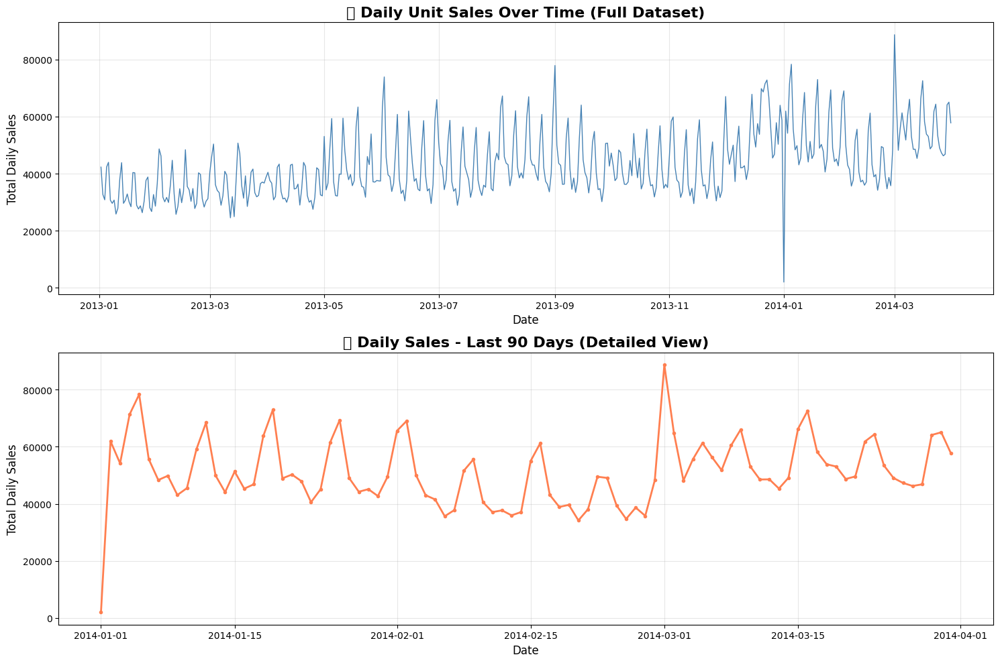 Daily Unit Sales Over Time (Full Dataset)
Total Daily Sales
80000
60000
40000
20000
0
2013-01 2013-03 2013-05 2013-07 2013-09 2013-11 2014-01 2014-03
Date
Daily Sales - Last 90 Days (Detailed View)
Total Daily Sales
80000
60000
40000
20000
0
2014-01-01 2014-01-15 2014-02-01 2014-02-15 2014-03-01 2014-03-15 2014-04-01
Date